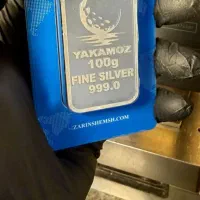 YAKAMOZ
100g
FINE SILVER
999.0
ZARINSHEMSH.COM